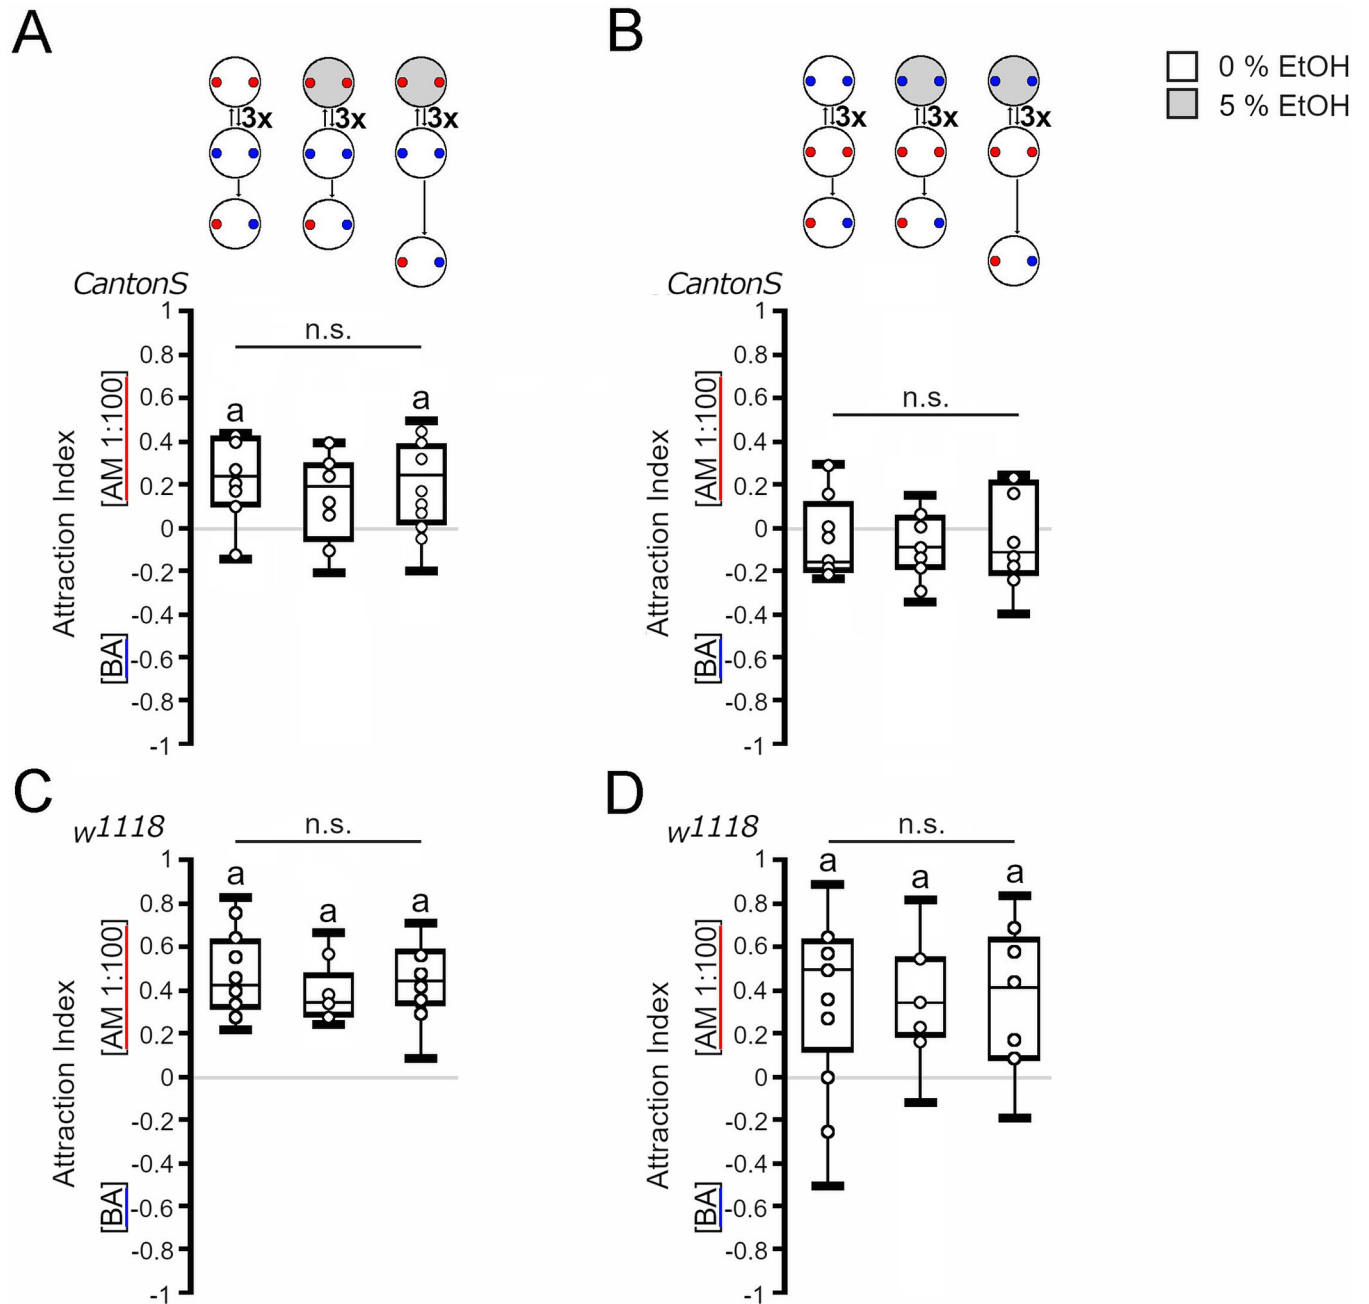 A
B
0 % EtOH
5 % EtOH
3x
3x
3x
3x
3x
3x
CantonS
Attraction Index
[BA]
[AM 1:100]
1
0.8
0.6
0.4
0.2
0
-0.2
-0.4
-0.6
-0.8
-1
n.s.
a
a
CantonS
Attraction Index
[BA]
[AM 1:100]
1
0.8
0.6
0.4
0.2
0
-0.2
-0.4
-0.6
-0.8
-1
n.s.
C
w1118
Attraction Index
[BA]
[AM 1:100]
1
0.8
0.6
0.4
0.2
0
-0.2
-0.4
-0.6
-0.8
-1
n.s.
a
a
a
D
w1118
Attraction Index
[BA]
[AM 1:100]
1
0.8
0.6
0.4
0.2
0
-0.2
-0.4
-0.6
-0.8
-1
n.s.
a
a
a